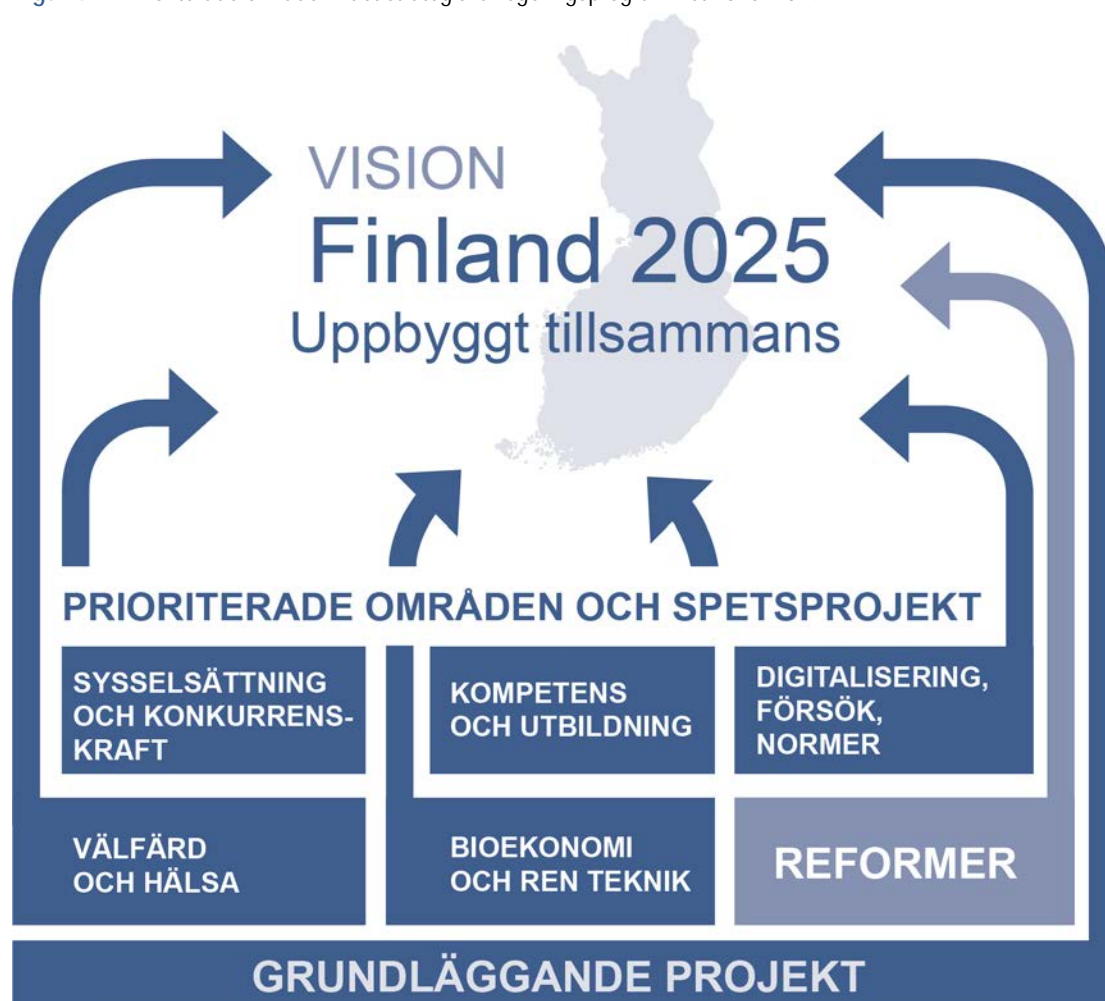 VISION
Finland 2025
Uppbyggt tillsammans
PRIORITERADE OMRÅDEN OCH SPETSPROJEKT
SYSSELSÄTTNING
OCH KONKURRENS-
KRAFT
KOMPETENS
OCH UTBILDNING
DIGITALISERING,
FÖRSÖK,
NORMER
VÄLFÄRD
OCH HÄLSA
BIOEKONOMI
OCH REN TEKNIK
REFORMER
GRUNDLÄGGANDE PROJEKT